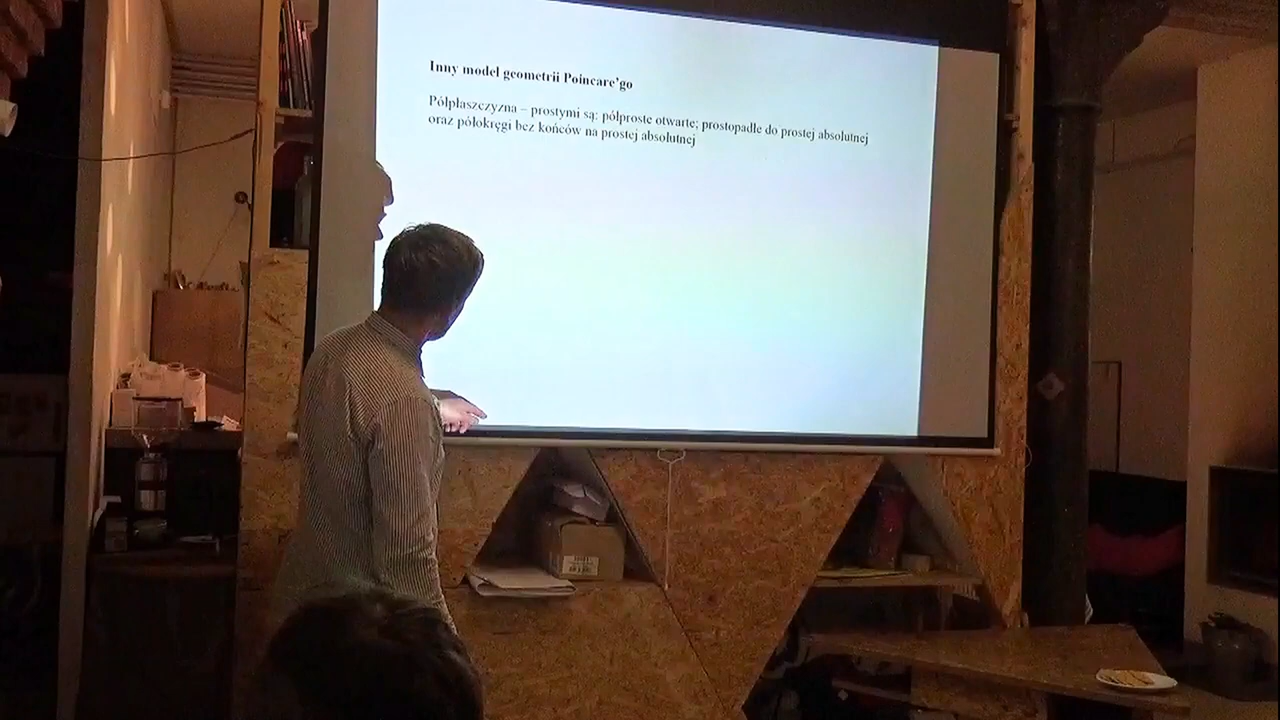 Inny model geometrii Poincare'go
Półpłaszczyzna – prostymi są: półproste otwarte; prostopadłe do prostej absolutnej
oraz półokręgi bez końców na prostej absolutnej